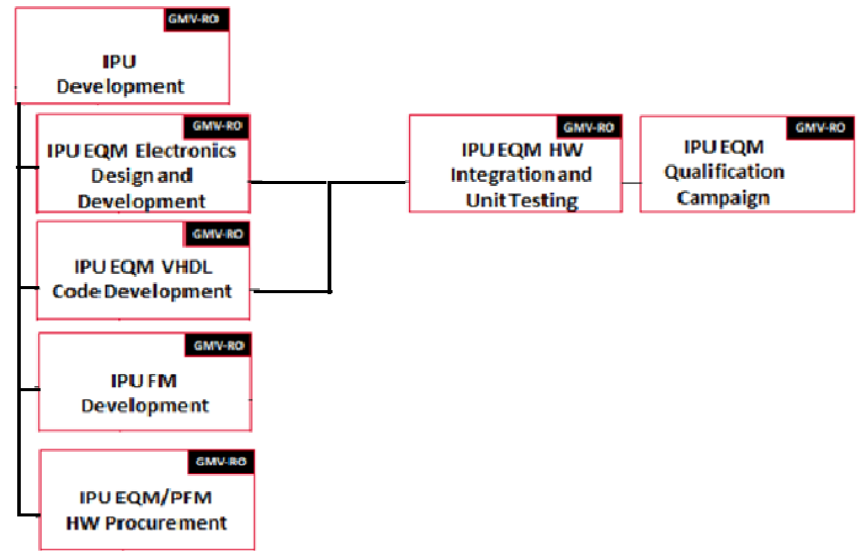 GMV-RO
IPU
Development
GMV-RO
IPU EQM Electronics
Design and
Development
GMV-RO
IPU EQM HW
Integration and
Unit Testing
GMV-RO
IPU EQM
Qualification
Campaign
GMV-RO
IPU EQM VHDL
Code Development
GMV-RO
IPU FM
Development
GMV-RO
IPU EQM/PFM
HW Procurement